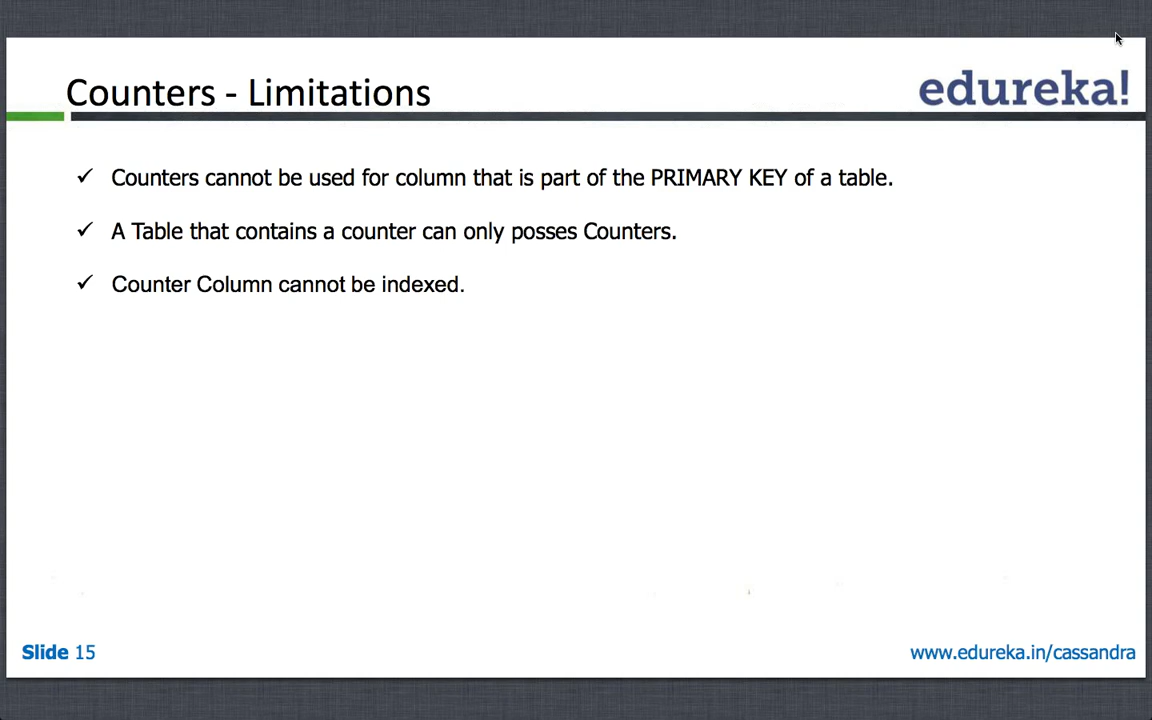 Counters - Limitations
edureka!
✓ Counters cannot be used for column that is part of the PRIMARY KEY of a table.
✓ A Table that contains a counter can only posses Counters.
✓ Counter Column cannot be indexed.
Slide 15
www.edureka.in/cassandra